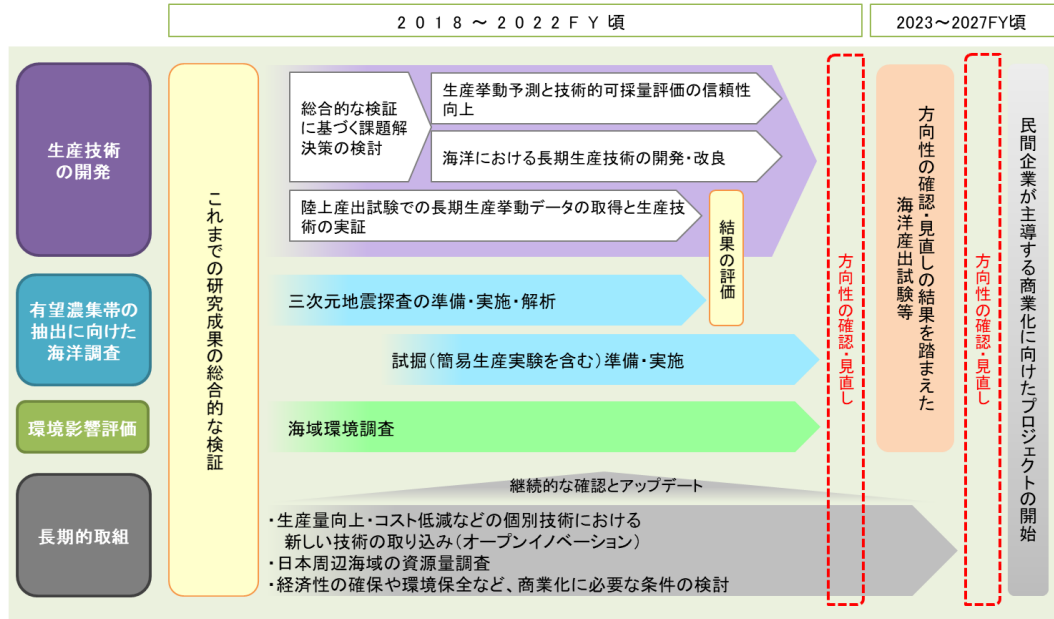 2018～2022FY頃
2023～2027FY頃
生産技術
の開発
有望濃集帯の
抽出に向けた
海洋調査
環境影響評価
長期的取組
これまでの研究成果の総合的な検証
総合的な検証
に基づく課題解
決策の検討
生産挙動予測と技術的可採量評価の信頼性
向上
海洋における長期生産技術の開発・改良
陸上産出試験での長期生産挙動データの取得と生産技
術の実証
結果の評価
三次元地震探査の準備・実施・解析
試掘（簡易生産実験を含む）準備・実施
海域環境調査
継続的な確認とアップデート
・生産量向上・コスト低減などの個別技術における
新しい技術の取り込み（オープンイノベーション）
・日本周辺海域の資源量調査
・経済性の確保や環境保全など、商業化に必要な条件の検討
方向性の確認・見直し
方向性の確認・見直しの結果を踏まえた
海洋産出試験等
方向性の確認・見直し
民間企業が主導する商業化に向けたプロジェクトの開始